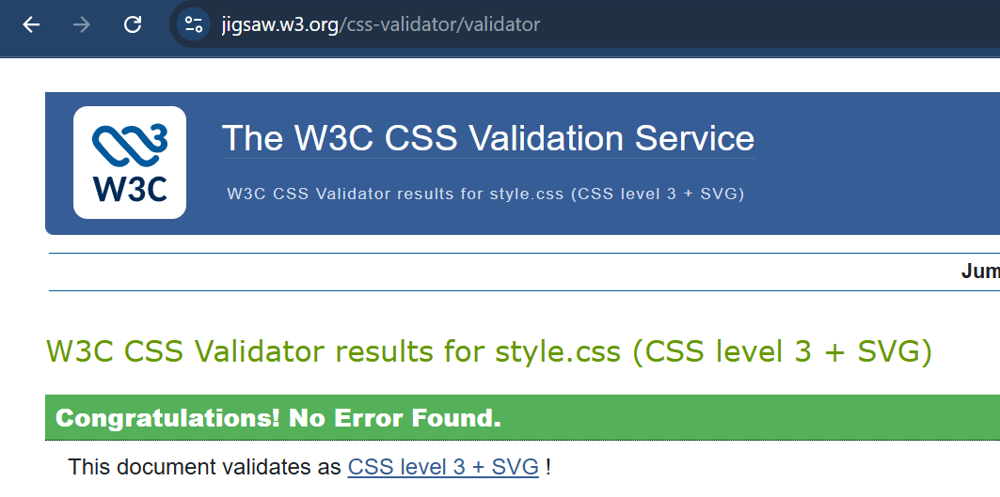 jigsaw.w3.org/css-validator/validator
W3C
The W3C CSS Validation Service
W3C CSS Validator results for style.css (CSS level 3 + SVG)
Jum
W3C CSS Validator results for style.css (CSS level 3 + SVG)
Congratulations! No Error Found.
This document validates as CSS level 3 + SVG !